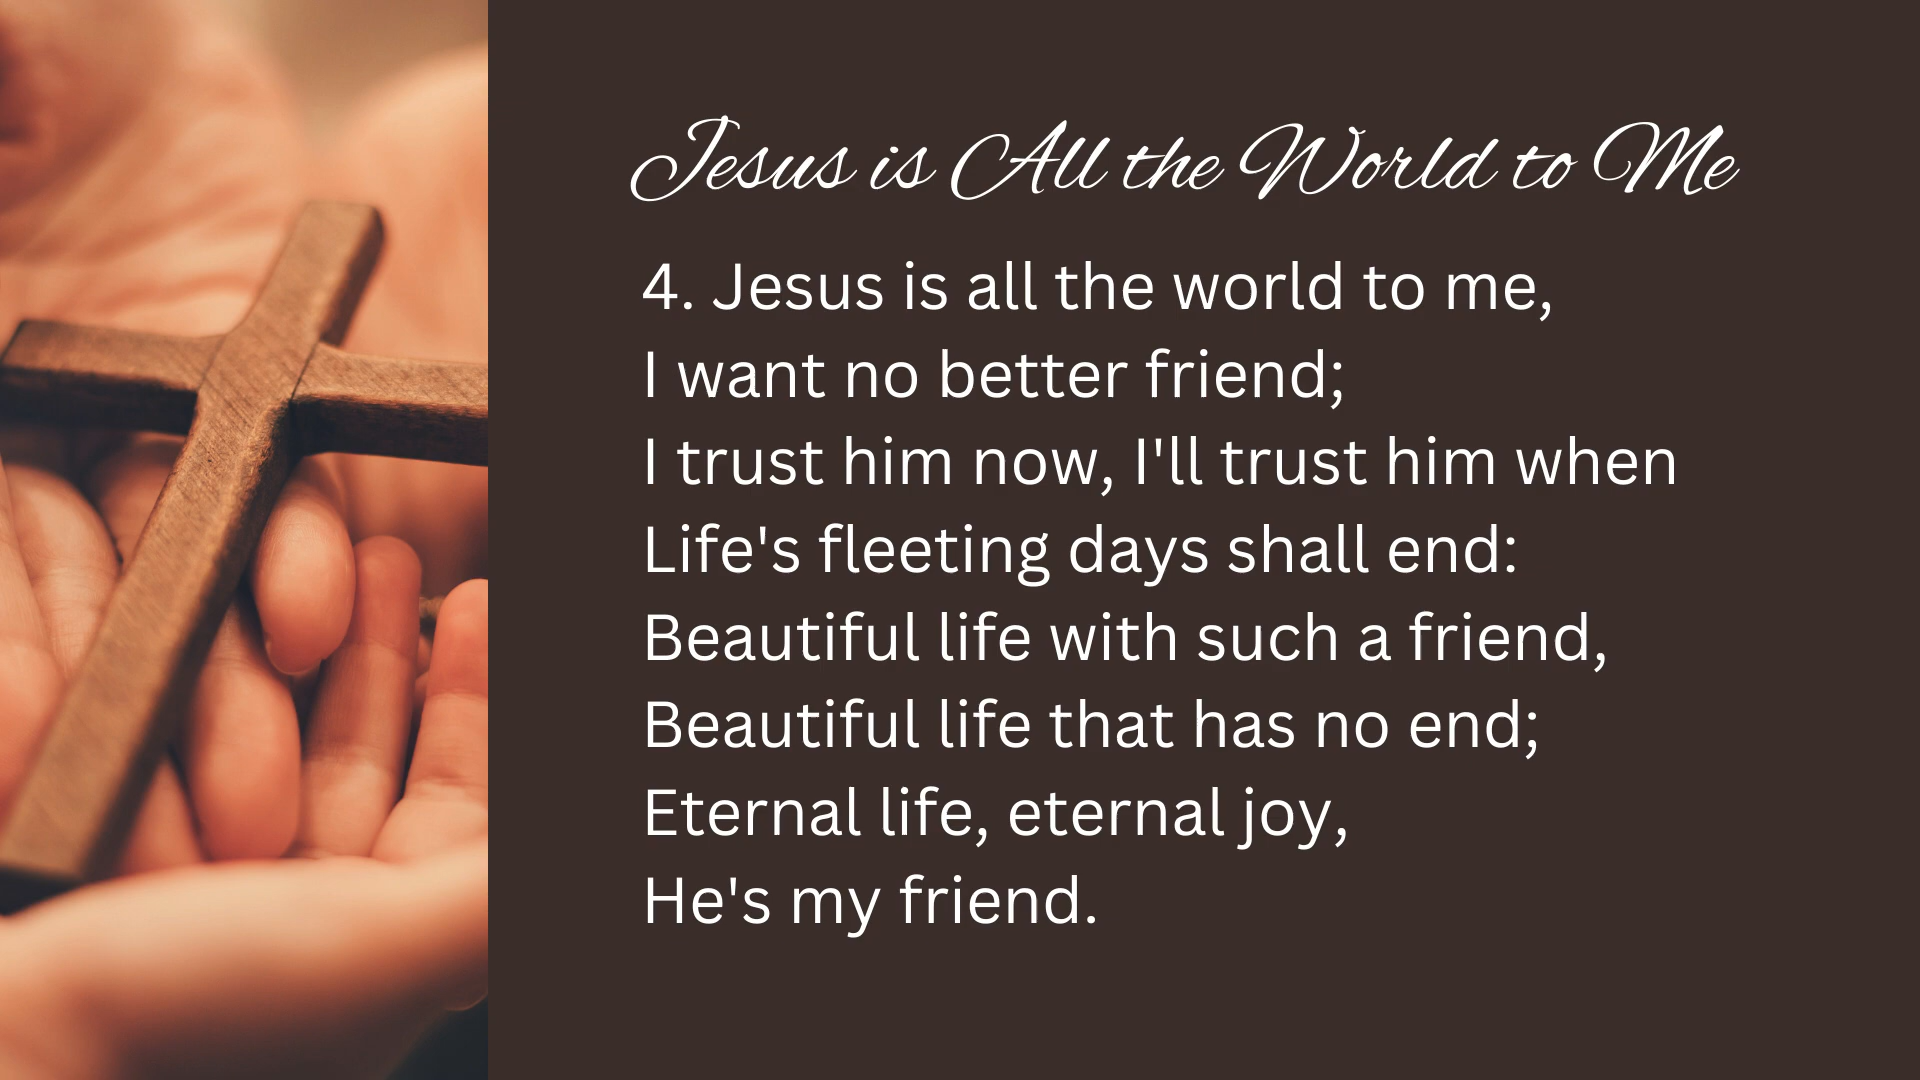 Jesus is All the World to Me
4. Jesus is all the world to me,
I want no better friend;
I trust him now, I'll trust him when
Life's fleeting days shall end:
Beautiful life with such a friend,
Beautiful life that has no end;
Eternal life, eternal joy,
He's my friend.